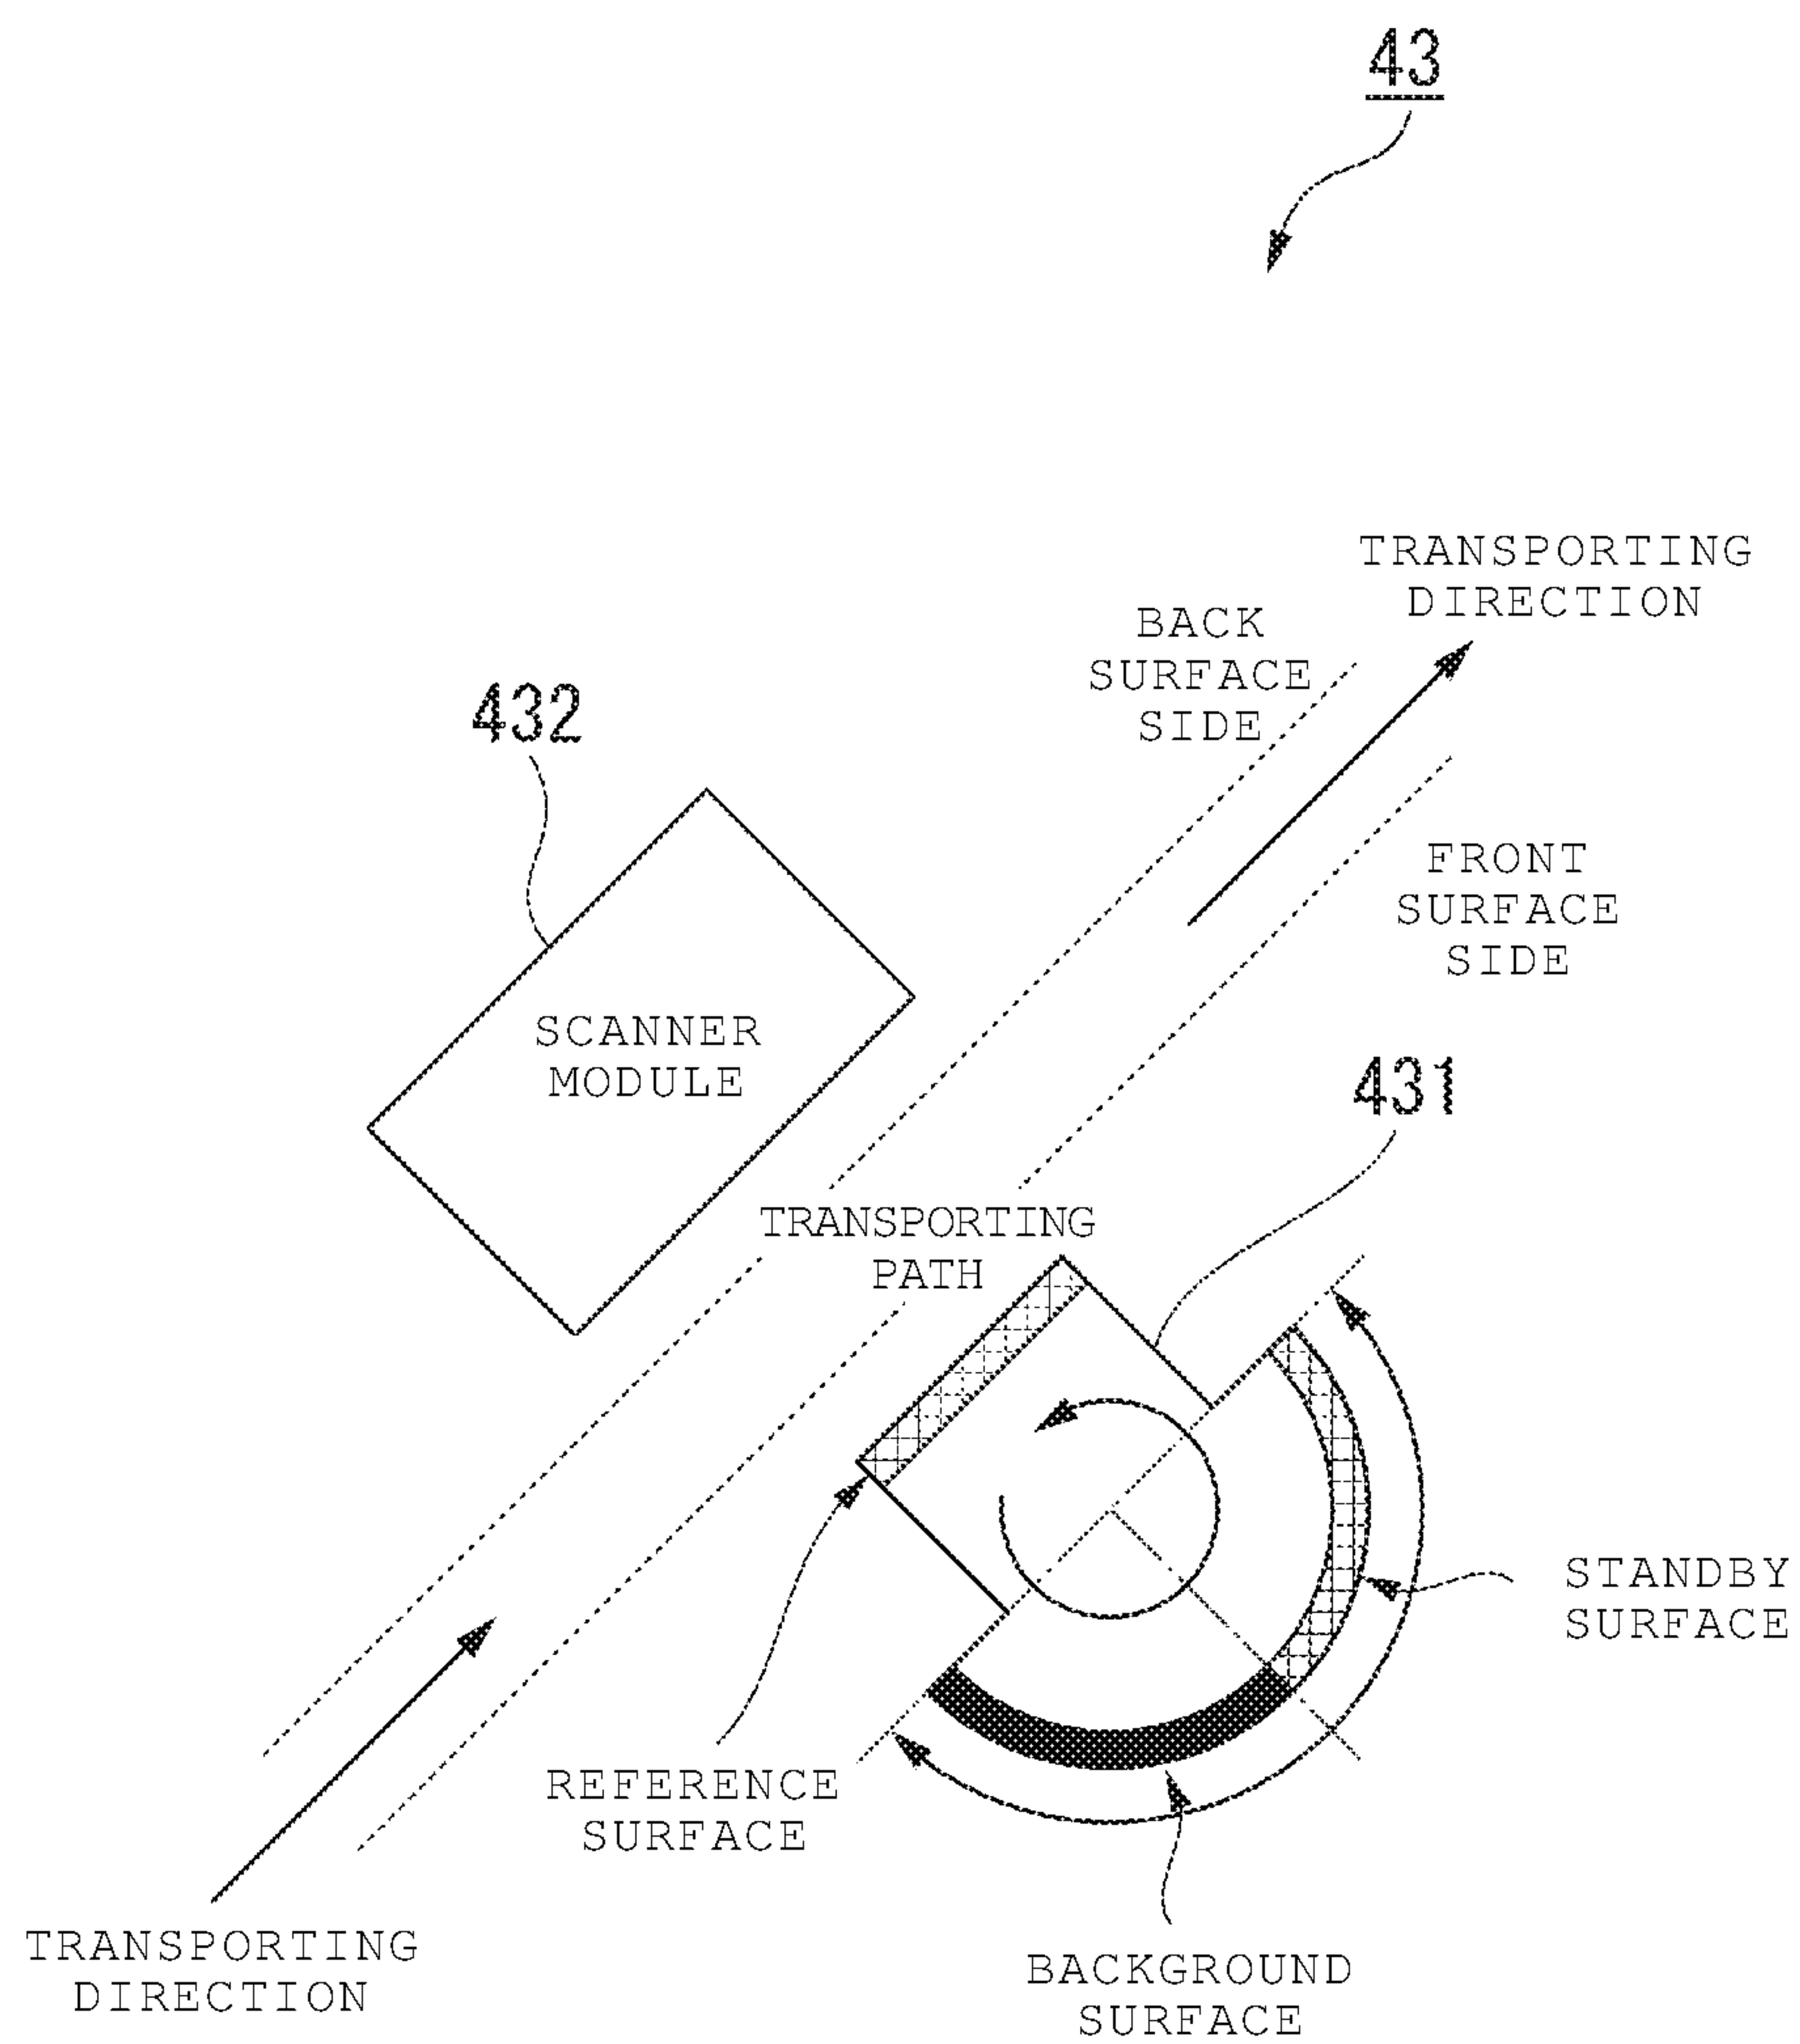 43
TRANSPORTING
DIRECTION
BACK
SURFACE
SIDE
432
FRONT
SURFACE
SIDE
SCANNER
MODULE
431
TRANSPORTING
PATH
STANDBY
SURFACE
REFERENCE
SURFACE
TRANSPORTING
DIRECTION
BACKGROUND
SURFACE